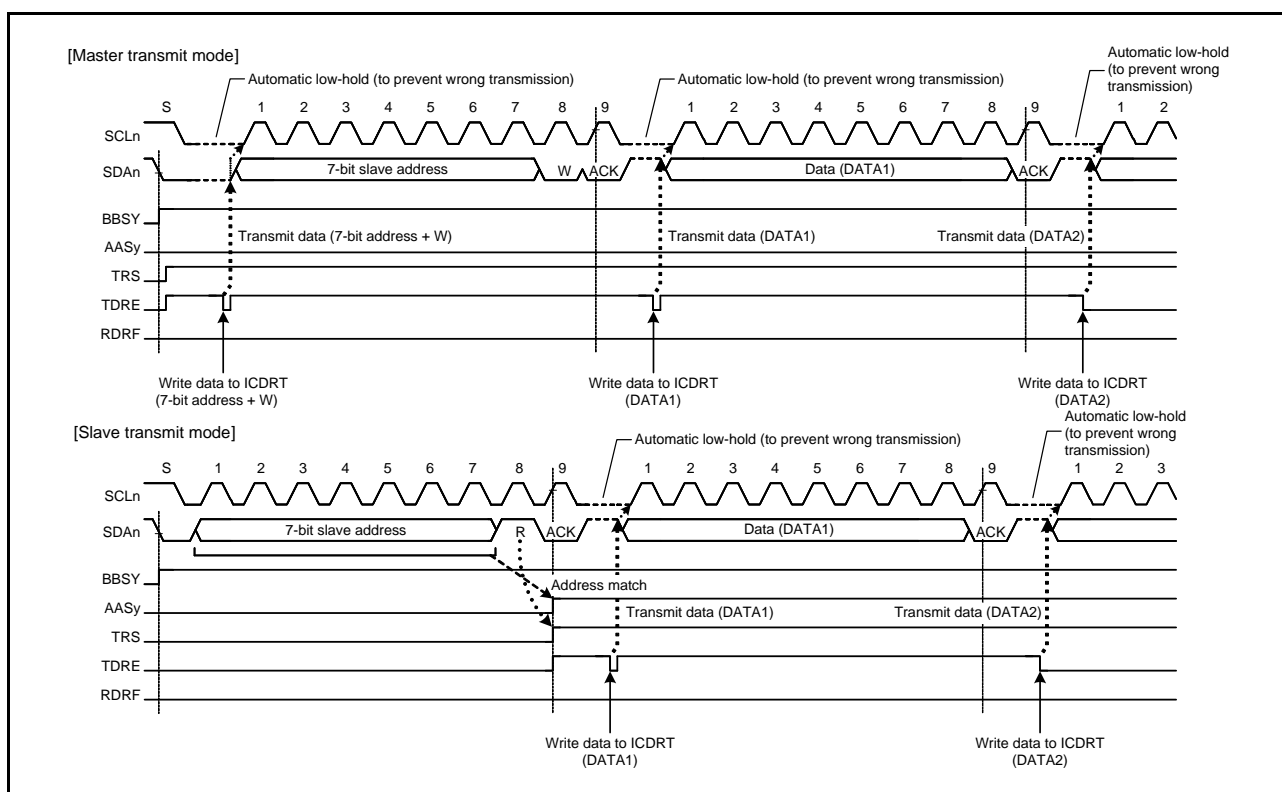 [Master transmit mode]
Automatic low-hold (to prevent wrong transmission)
Automatic low-hold (to prevent wrong transmission)
Automatic low-hold
(to prevent wrong
transmission)
S 1 2 3 4 5 6 7 8 9 1 2 3 4 5 6 7 8 9 1 2
SCLn
SDAn 7-bit slave address W ACK Data (DATA1) ACK
BBSY
Transmit data (7-bit address + W) Transmit data (DATA1) Transmit data (DATA2)
AASy
TRS
TDRE
RDRF
Write data to ICDRT
(7-bit address + W)
Write data to ICDRT
(DATA1)
Write data to ICDRT
(DATA2)
[Slave transmit mode]
Automatic low-hold (to prevent wrong transmission)
Automatic low-hold
(to prevent wrong
transmission)
S 1 2 3 4 5 6 7 8 9 1 2 3 4 5 6 7 8 9 1 2 3
SCLn
SDAn 7-bit slave address R ACK Data (DATA1) ACK
BBSY
Address match
AASy
Transmit data (DATA1) Transmit data (DATA2)
TRS
TDRE
RDRF
Write data to ICDRT
(DATA1)
Write data to ICDRT
(DATA2)